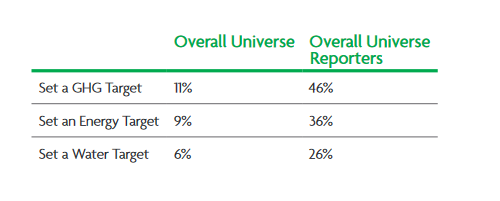 Overall Universe Overall Universe Reporters
Set a GHG Target 11% 46%
Set an Energy Target 9% 36%
Set a Water Target 6% 26%